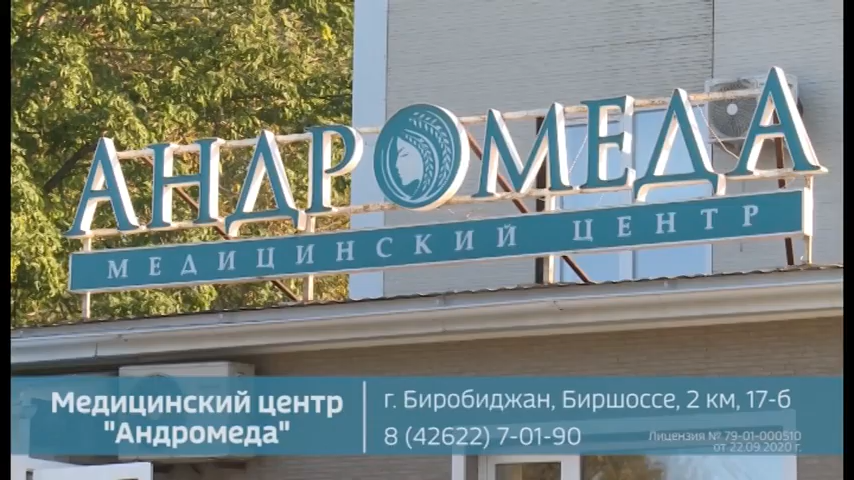 АНДРОМЕДА
МЕДИЦИНСКИЙ ЦЕНТР
Медицинский центр
"Андромеда"
г. Биробиджан, Биршоссе, 2 км, 17-б
8 (42622) 7-01-90
Лицензия № 79-01-000510
от 22.09.2020 г.